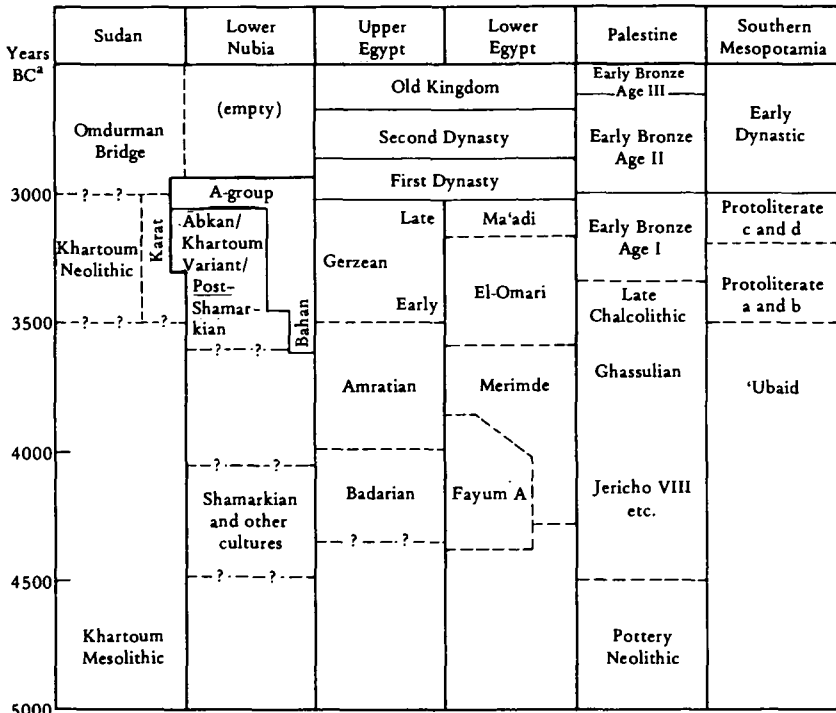 Years
BCa
Sudan
Lower
Nubia
Upper
Egypt
Lower
Egypt
Palestine
Southern
Mesopotamia
3000
3500
4000
4500
5000
Omdurman
Bridge
? ?
Khartoum
Neolithic
Karat
? ? ?
Khartoum
Mesolithic
(empty)
A-group
Abkan/
Khartoum
Variant/
Post-
Shamar-
kian
Bahan
? ?
? ?
Shamarkian
and other
cultures
?
Old Kingdom
Second Dynasty
First Dynasty
Late
Gerzean
Early
Amratian
Badarian
? ?
Ma'adi
El-Omari
Merimde
Fayum A
Early Bronze
Age III
Early Bronze
Age II
Early Bronze
Age I
Late
Chalcolithic
Ghassulian
Jericho VIII
etc.
Pottery
Neolithic
Early
Dynastic
Protoliterate
c and d
Protoliterate
a and b
'Ubaid